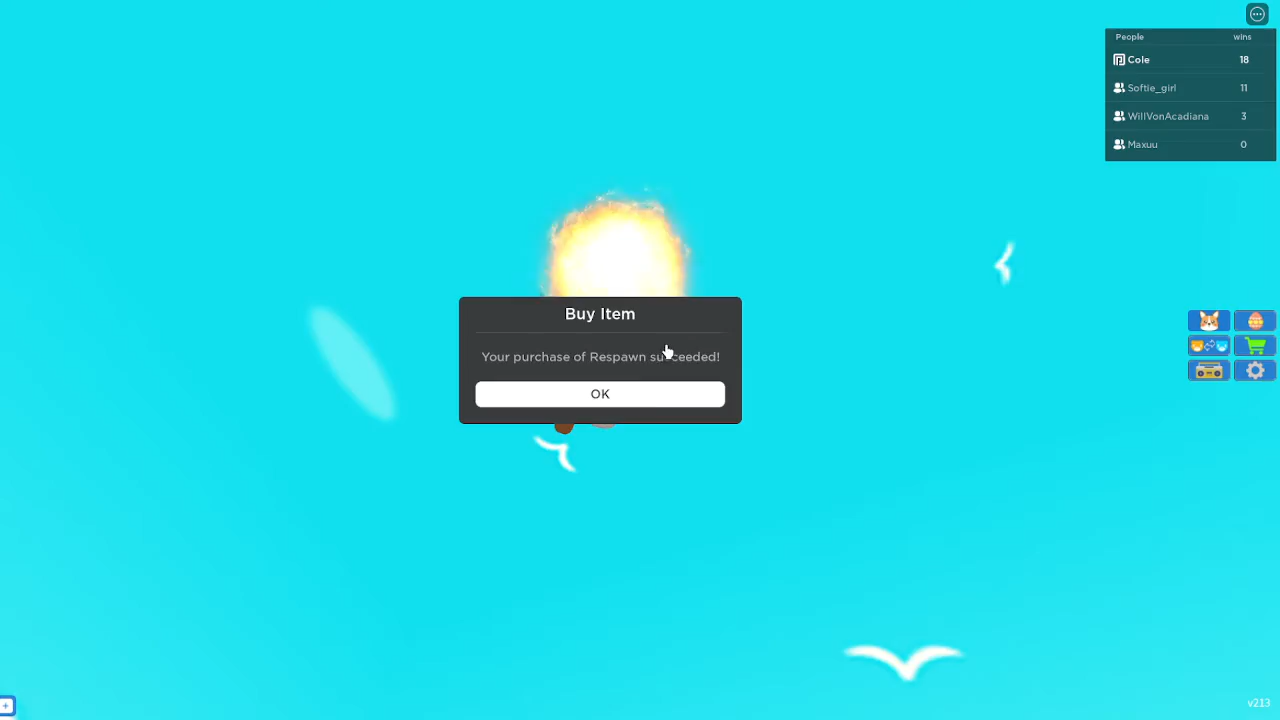 People wins
Cole 18
Softie_girl 11
WillVonAcadiana 3
Maxuu 0
Buy Item
Your purchase of Respawn succeeded!
OK
v213